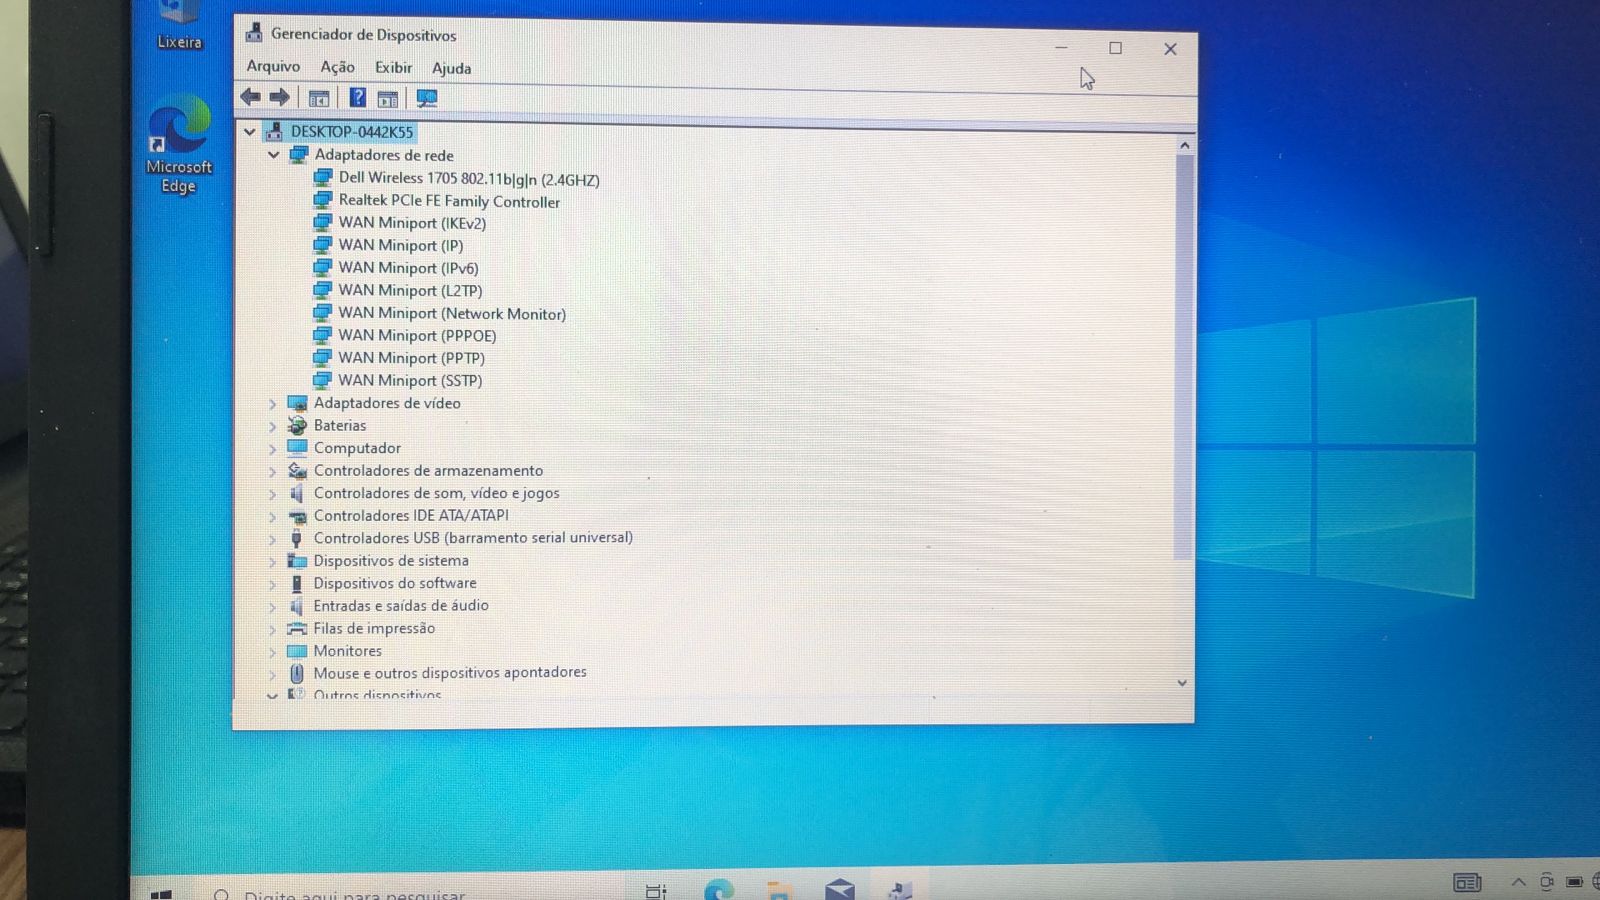 Lixeira
Microsoft
Edge
Gerenciador de Dispositivos
Arquivo Ação Exibir Ajuda
DESKTOP-0442K55
Adaptadores de rede
Dell Wireless 1705 802.11b|g|n (2.4GHZ)
Realtek PCIe FE Family Controller
WAN Miniport (IKEv2)
WAN Miniport (IP)
WAN Miniport (IPv6)
WAN Miniport (L2TP)
WAN Miniport (Network Monitor)
WAN Miniport (PPPOE)
WAN Miniport (PPTP)
WAN Miniport (SSTP)
Adaptadores de vídeo
Baterias
Computador
Controladores de armazenamento
Controladores de som, vídeo e jogos
Controladores IDE ATA/ATAPI
Controladores USB (barramento serial universal)
Dispositivos de sistema
Dispositivos do software
Entradas e saídas de áudio
Filas de impressão
Monitores
Mouse e outros dispositivos apontadores
Outros dispositivos
Digite aqui para pesquisar